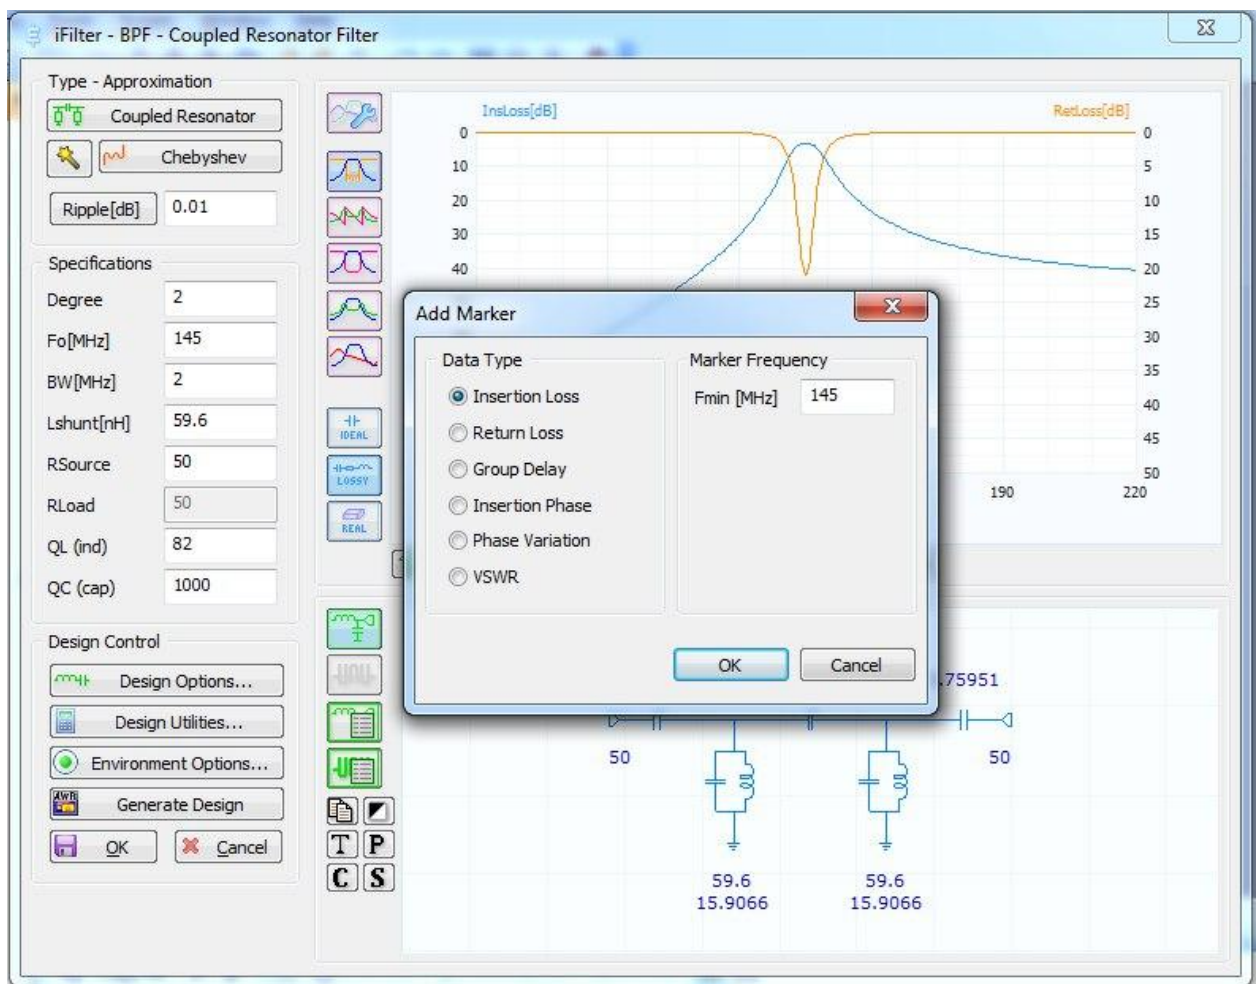 iFilter - BPF - Coupled Resonator Filter
Type - Approximation
Coupled Resonator
Chebyshev
Ripple[dB] 0.01
Specifications
Degree 2
Fo[MHz] 145
BW[MHz] 2
Lshunt[nH] 59.6
RSource 50
RLoad 50
QL (ind) 82
QC (cap) 1000
Design Control
Design Options...
Design Utilities...
Environment Options...
AWR Generate Design
OK Cancel
IDEAL
LOSSY
REAL
T P
C S
InsLoss[dB] RetLoss[dB]
0 0
10 5
20 10
30 15
40 20
25
30
35
40
45
50
190 220
Add Marker
Data Type
Insertion Loss
Return Loss
Group Delay
Insertion Phase
Phase Variation
VSWR
Marker Frequency
Fmin [MHz] 145
OK Cancel
.75951
50 50
59.6 59.6
15.9066 15.9066